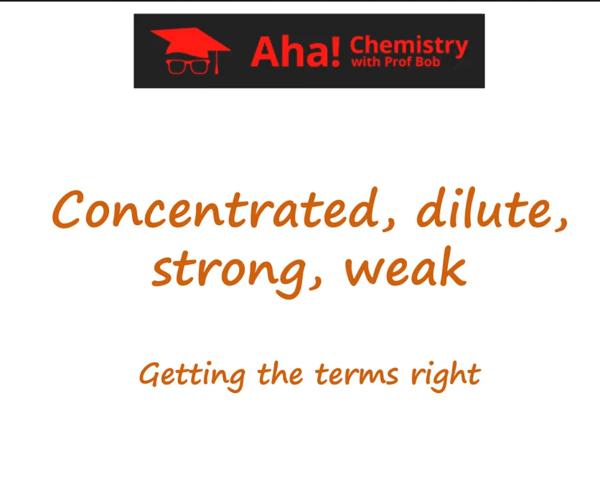 Aha! Chemistry
with Prof Bob
Concentrated, dilute,
strong, weak
Getting the terms right